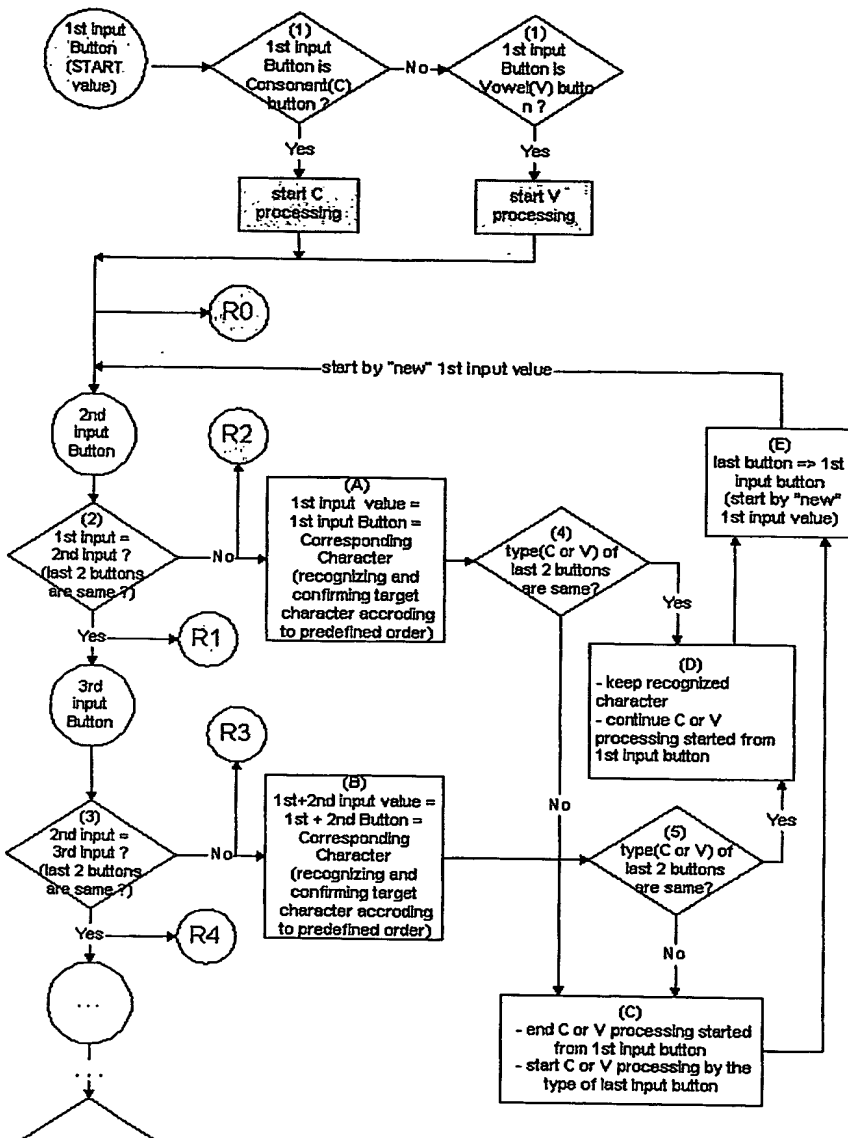 1st input
Button
(START
value)
(1)
1st input
Button is
Consonant(C)
button ?
No
(1)
1st input
Button is
Vowel(V) butto
n ?
Yes
Yes
start C
processing
start V
processing
R0
start by "new" 1st input value
2nd
input
Button
R2
(E)
last button => 1st
input button
(start by "new"
1st input value)
(2)
1st input =
2nd input ?
(last 2 buttons
are same ?)
No
(A)
1st input value =
1st input Button =
Corresponding
Character
(recognizing and
confirming target
character accroding
to predefined order)
(4)
type(C or V) of
last 2 buttons
are same?
Yes
Yes
R1
(D)
- keep recognized
character
- continue C or V
processing started
from 1st input button
3rd
input
Button
R3
(3)
2nd input =
3rd input ?
(last 2 buttons
are same ?)
No
(B)
1st+2nd input value =
1st + 2nd Button =
Corresponding
Character
(recognizing and
confirming target
character accroding
to predefined order)
No
(5)
type(C or V) of
last 2 buttons
are same?
Yes
Yes
R4
No
...
...
(C)
- end C or V processing started
from 1st input button
- start C or V processing by the
type of last input button